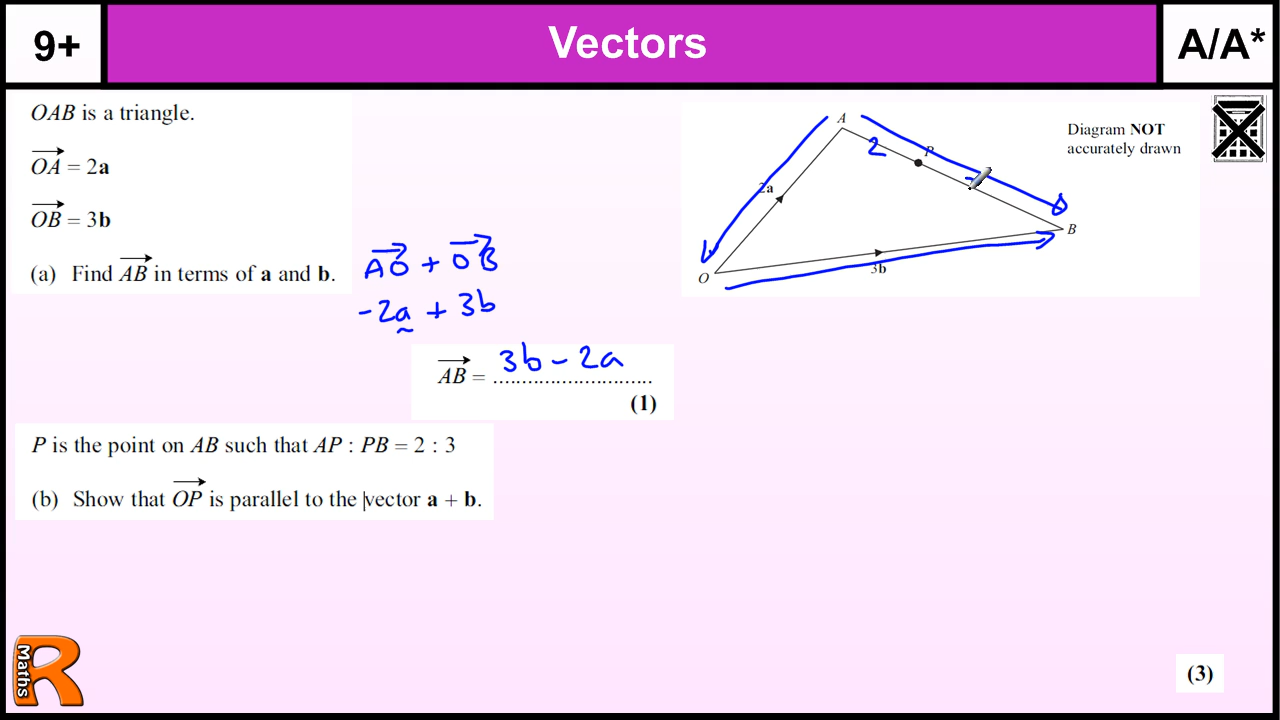 9+
Vectors
A/A*
OAB is a triangle.
OA = 2a
OB = 3b
(a) Find AB in terms of a and b.
AO + OB
-2a + 3b
AB = 3b - 2a
(1)
P is the point on AB such that AP : PB = 2 : 3
(b) Show that OP is parallel to the vector a + b.
A
2
P
2a
B
O
3b
Diagram NOT
accurately drawn
R
Maths
(3)